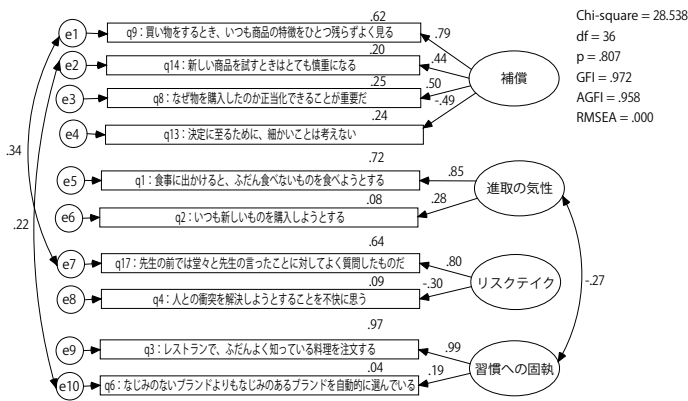 Chi-square = 28.538
df = 36
p = .807
GFI = .972
AGFI = .958
RMSEA = .000
.62
e1
q9：買い物をするとき、いつも商品の特徴をひとつ残らずよく見る
.79
.20
e2
q14：新しい商品を試すときはとても慎重になる
.44
補償
.25
e3
q8：なぜ物を購入したのか正当化できることが重要だ
.50
-.49
.24
e4
q13：決定に至るために、細かいことは考えない
.34
.72
e5
q1：食事に出かけると、ふだん食べないものを食べようとする
.85
進取の気性
.08
e6
q2：いつも新しいものを購入しようとする
.28
.22
.64
e7
q17：先生の前では堂々と先生の言ったことに対してよく質問したものだ
.80
リスクテイク
-.27
.09
e8
q4：人との衝突を解決しようとすることを不快に思う
-.30
.97
e9
q3：レストランで、ふだんよく知っている料理を注文する
.99
習慣への固執
.04
e10
q6：なじみのないブランドよりもなじみのあるブランドを自動的に選んでいる
.19